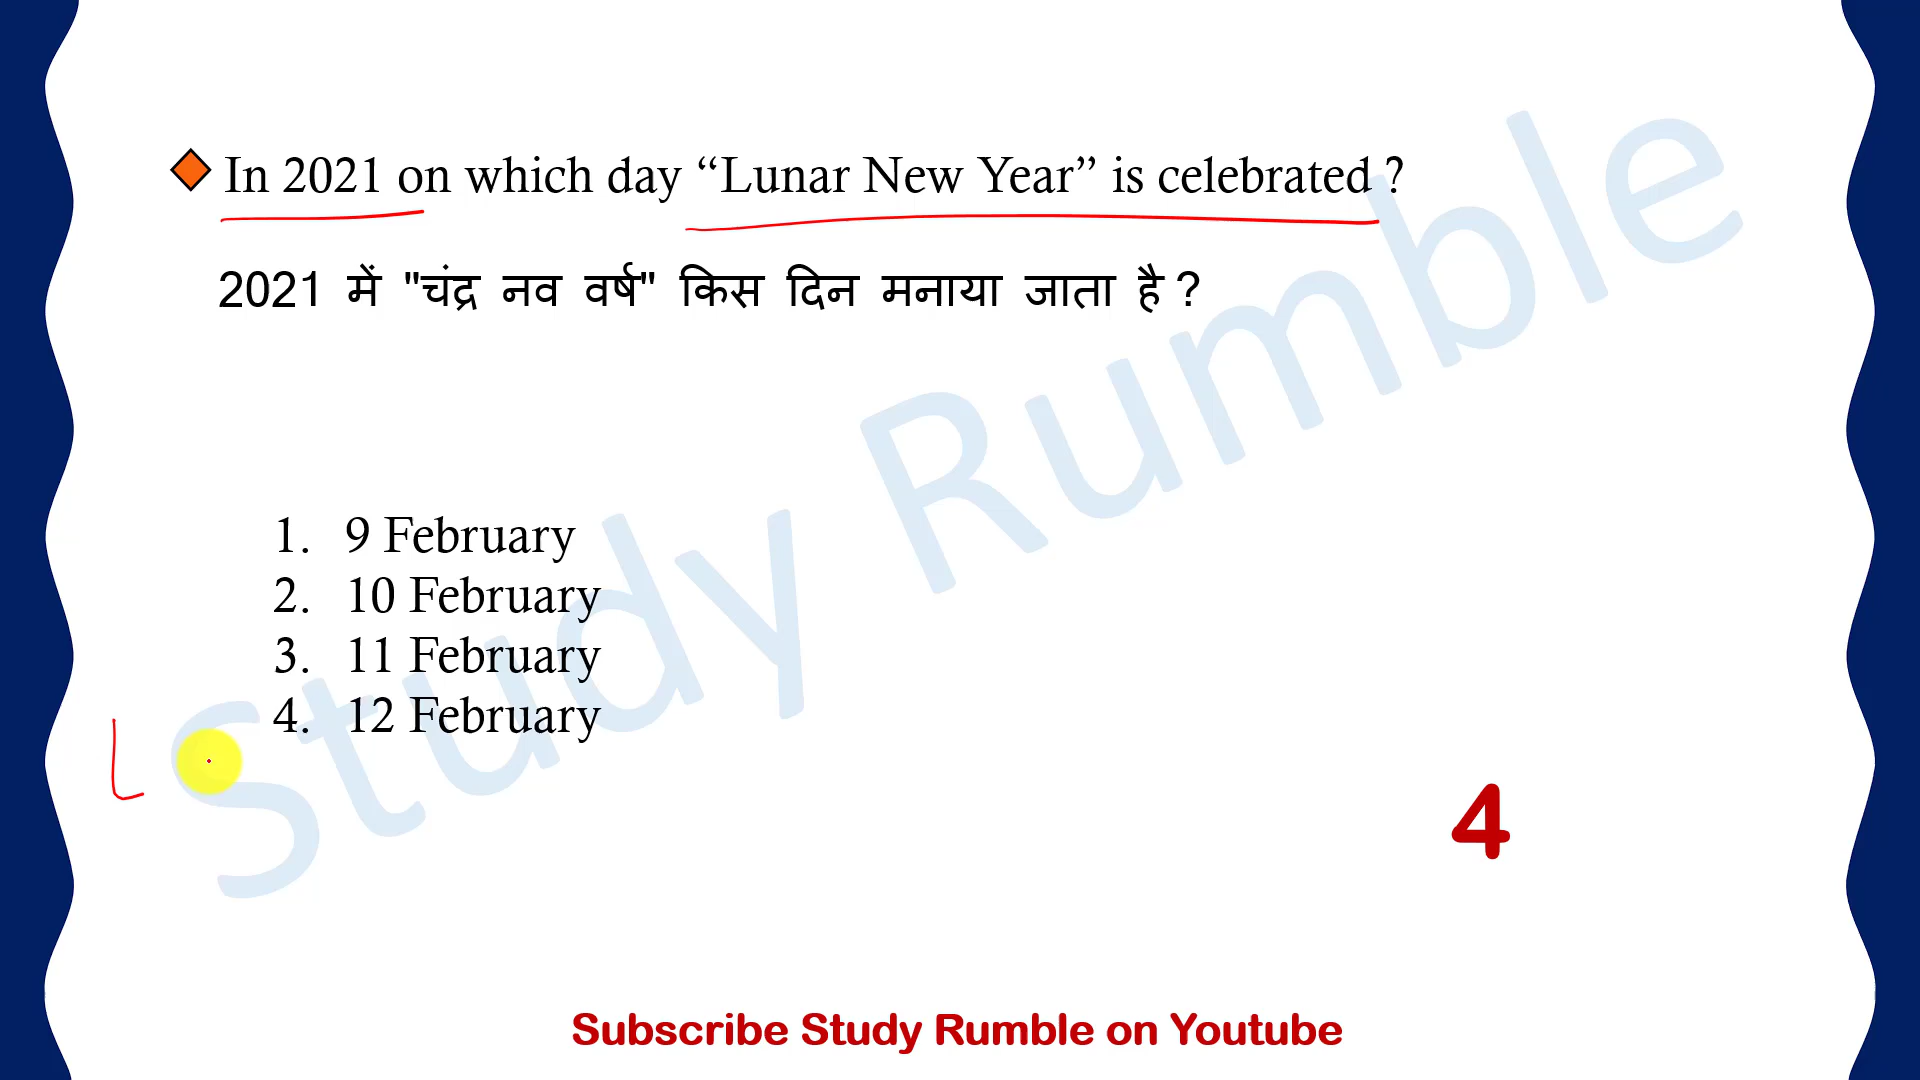 In 2021 on which day “Lunar New Year” is celebrated ?
2021 में "चंद्र नव वर्ष" किस दिन मनाया जाता है ?
1. 9 February
2. 10 February
3. 11 February
4. 12 February
L
4
Study Rumble
Subscribe Study Rumble on Youtube